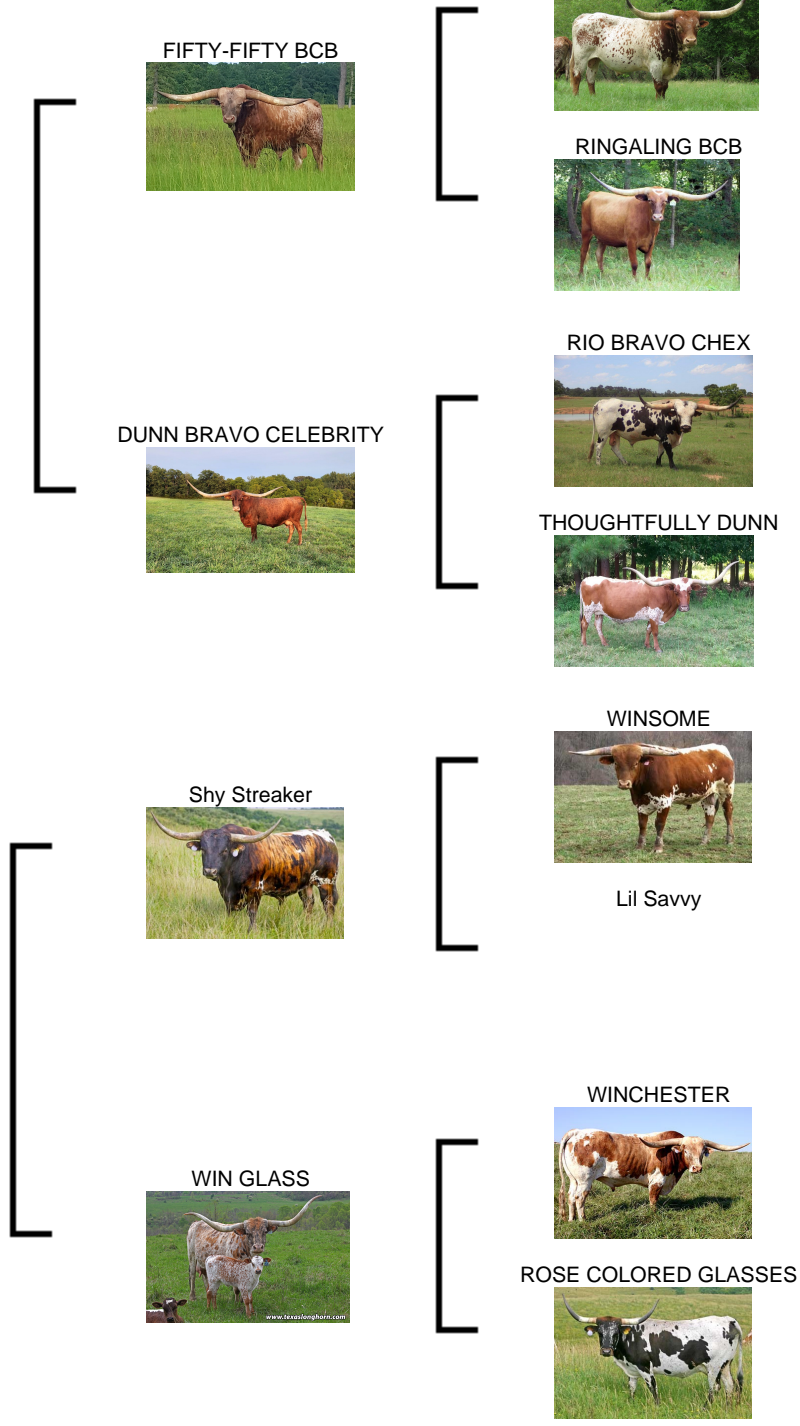 FIFTY-FIFTY BCB
RINGALING BCB
RIO BRAVO CHEX
DUNN BRAVO CELEBRITY
THOUGHTFULLY DUNN
WINSOME
Shy Streaker
Lil Savvy
WINCHESTER
WIN GLASS
www.texaslonghorn.com
ROSE COLORED GLASSES